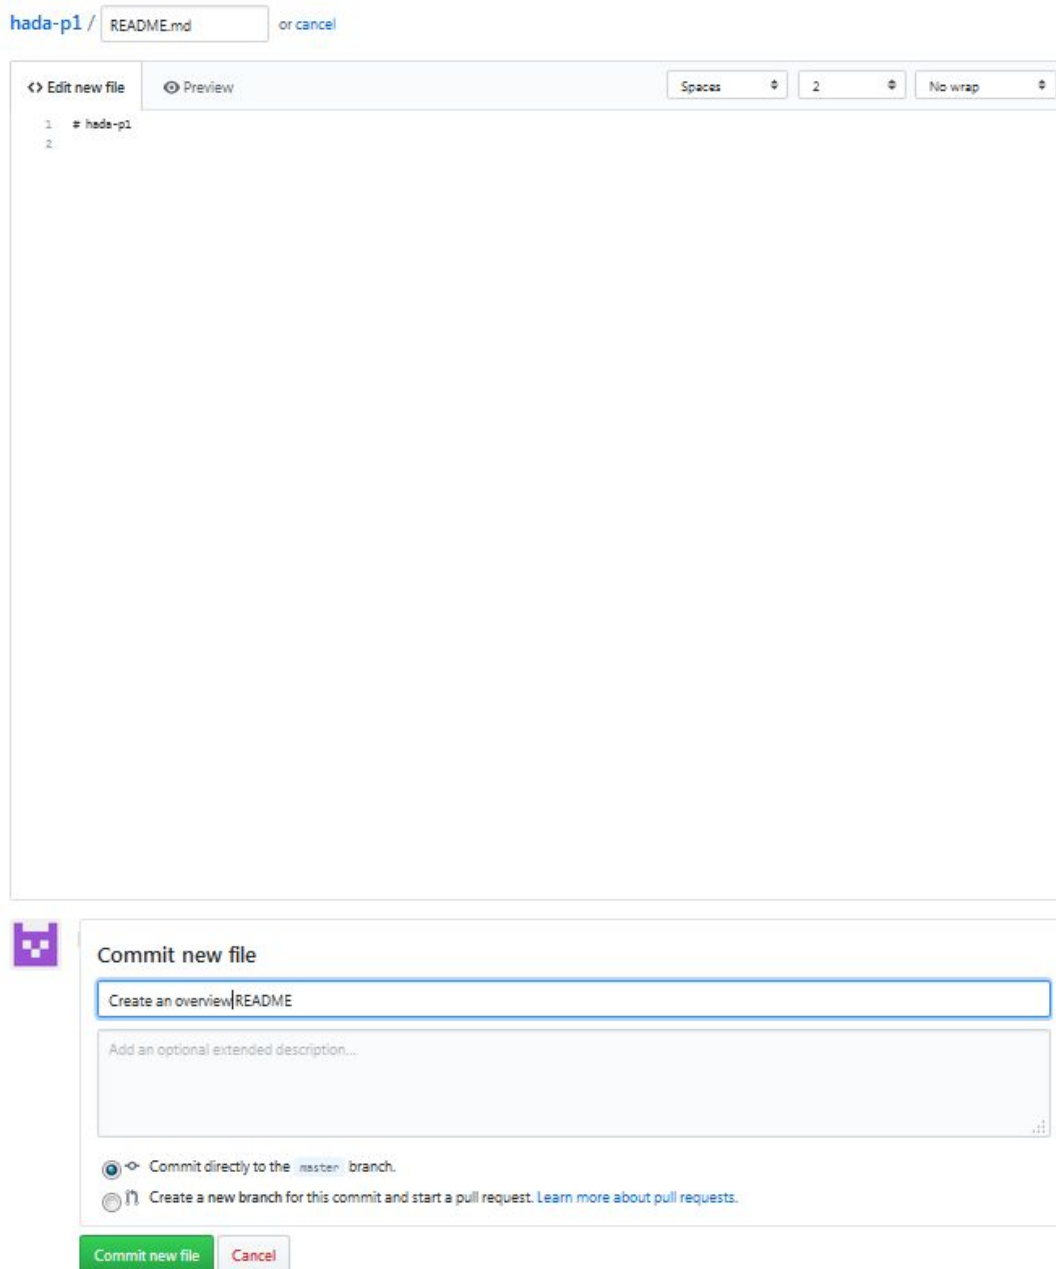 hada-p1 / README.md or cancel
Edit new file Preview Spaces 2 No wrap
1 # hada-p1
2
Commit new file
Create an overview README
Add an optional extended description...
Commit directly to the master branch.
Create a new branch for this commit and start a pull request. Learn more about pull requests.
Commit new file Cancel